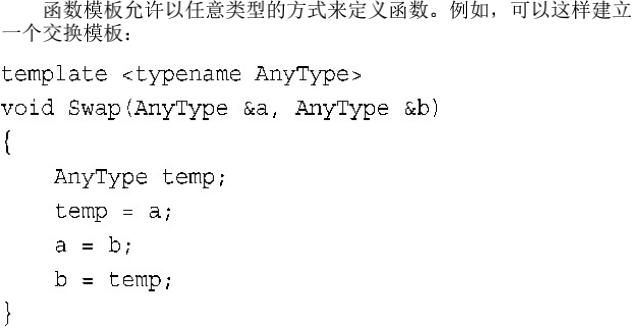 函数模板允许以任意类型的方式来定义函数。例如，可以这样建立
一个交换模板：
template <typename AnyType>
void Swap(AnyType &a, AnyType &b)
{
    AnyType temp;
    temp = a;
    a = b;
    b = temp;
}